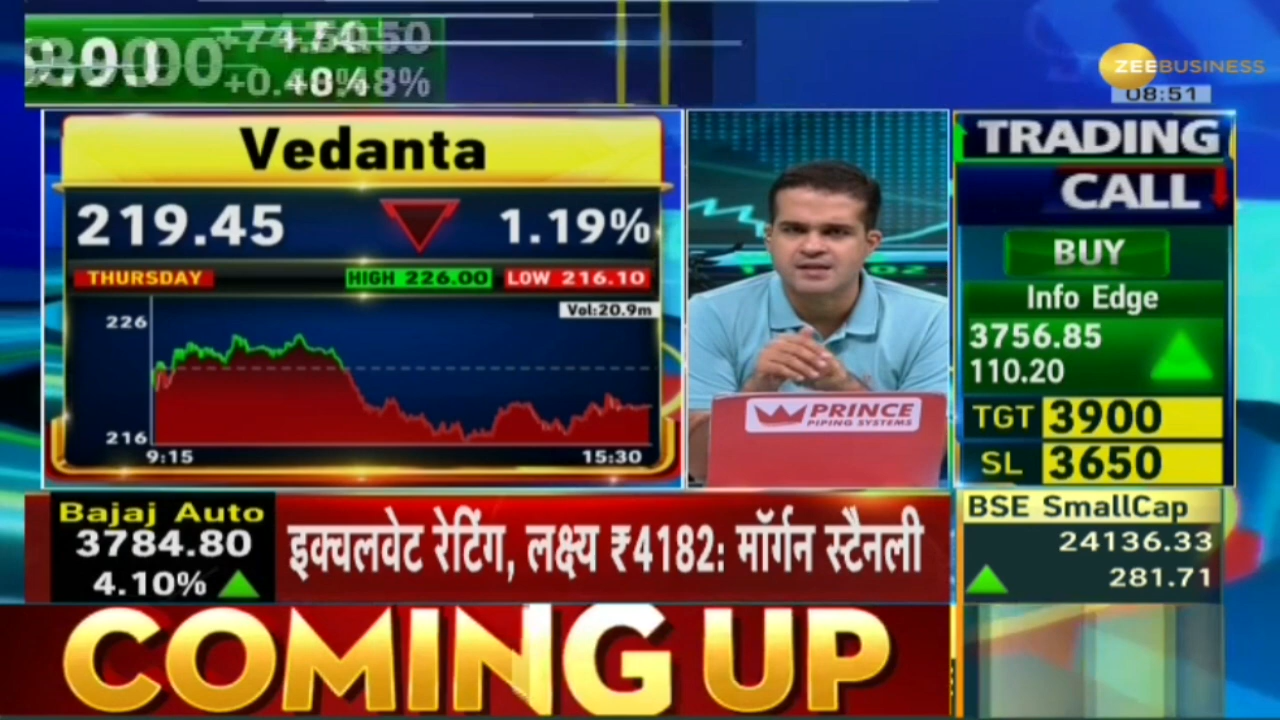 ZEEBUSINESS
08:51
Vedanta
219.45 1.19%
THURSDAY HIGH 226.00 LOW 216.10
Vol:20.9m
226
216
9:15 15:30
PRINCE
PIPING SYSTEMS
TRADING
CALL
BUY
Info Edge
3756.85
110.20
TGT 3900
SL 3650
Bajaj Auto
3784.80
4.10%
इक्वलवेट रेटिंग, लक्ष्य ₹4182: मॉर्गन स्टैनली
BSE SmallCap
24136.33
281.71
COMING UP